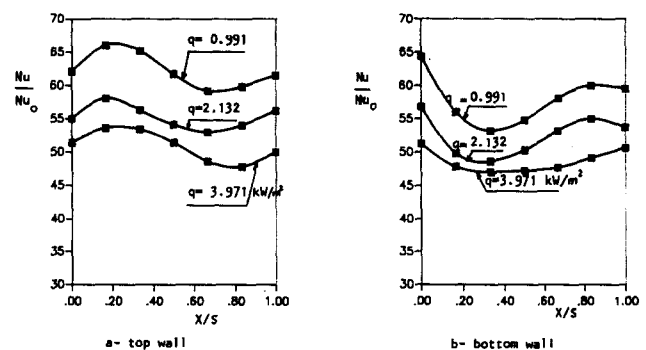 70
65
60
55
50
45
40
35
30
Nu
Nuo
q= 0.991
q=2.132
q= 3.971 kW/m²
.00 .20 .40 .60 .80 1.00
X/S
a- top wall
70
65
60
55
50
45
40
35
30
Nu
Nuo
q = 0.991
q= 2.132
q=3.971 kW/m²
.00 .20 .40 .60 .80 1.00
X/S
b- bottom wall